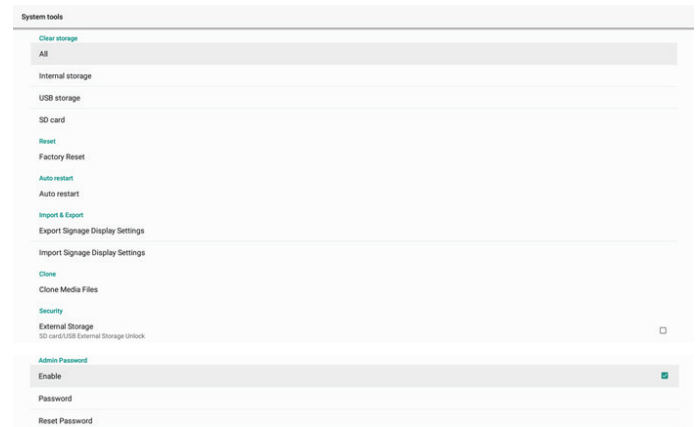 System tools
Clear storage
All
Internal storage
USB storage
SD card
Reset
Factory Reset
Auto restart
Auto restart
Import & Export
Export Signage Display Settings
Import Signage Display Settings
Clone
Clone Media Files
Security
External Storage
SD card/USB External Storage Unlock
Admin Password
Enable
Password
Reset Password